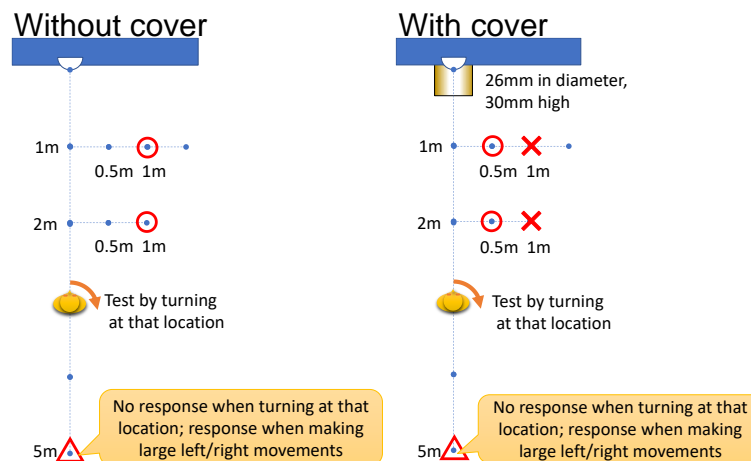 Without cover
1m
0.5m 1m
2m
0.5m 1m
Test by turning
at that location
No response when turning at that
location; response when making
large left/right movements
5m
With cover
26mm in diameter,
30mm high
1m
0.5m 1m
2m
0.5m 1m
Test by turning
at that location
No response when turning at that
location; response when making
large left/right movements
5m